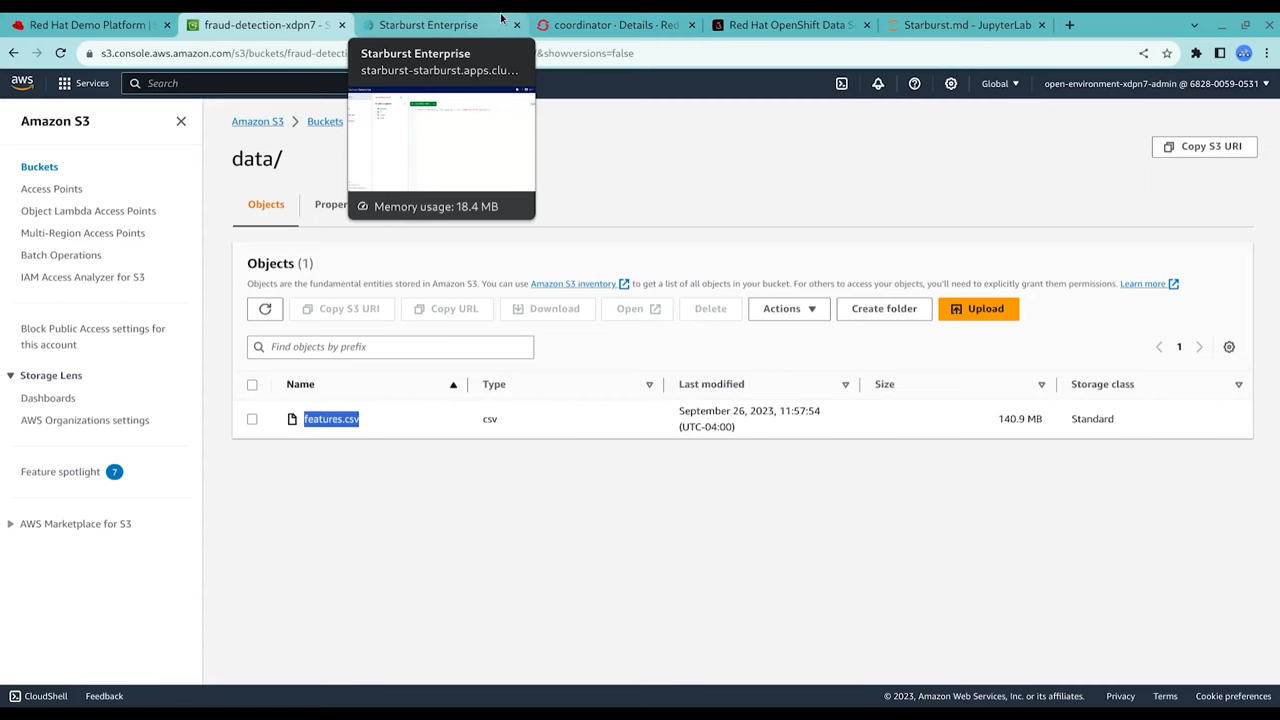 Red Hat Demo Platform |
fraud-detection-xdpn7 - S
Starburst Enterprise
coordinator · Details · Red
Red Hat OpenShift Data S
Starburst.md - JupyterLab
s3.console.aws.amazon.com/s3/buckets/fraud-detecti
&showversions=false
Starburst Enterprise
starburst-starburst.apps.clu...
Memory usage: 18.4 MB
aws
Services
Search
Global
open-environment-xdpn7-admin @ 6828-0059-0531
Amazon S3
Buckets
Access Points
Object Lambda Access Points
Multi-Region Access Points
Batch Operations
IAM Access Analyzer for S3
Block Public Access settings for
this account
Storage Lens
Dashboards
AWS Organizations settings
Feature spotlight 7
AWS Marketplace for S3
Amazon S3 > Buckets
data/
Copy S3 URI
Objects
Proper
Objects (1)
Objects are the fundamental entities stored in Amazon S3. You can use Amazon S3 inventory to get a list of all objects in your bucket. For others to access your objects, you'll need to explicitly grant them permissions. Learn more
Copy S3 URI
Copy URL
Download
Open
Delete
Actions
Create folder
Upload
Find objects by prefix
1
Name
Type
Last modified
Size
Storage class
features.csv
csv
September 26, 2023, 11:57:54
(UTC-04:00)
140.9 MB
Standard
CloudShell
Feedback
© 2023, Amazon Web Services, Inc. or its affiliates.
Privacy
Terms
Cookie preferences